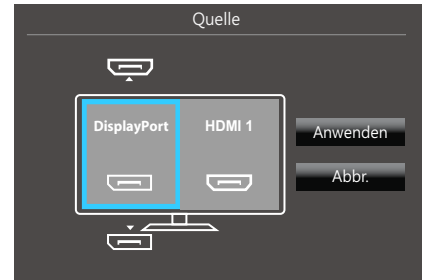 Quelle
DisplayPort
HDMI 1
Anwenden
Abbr.